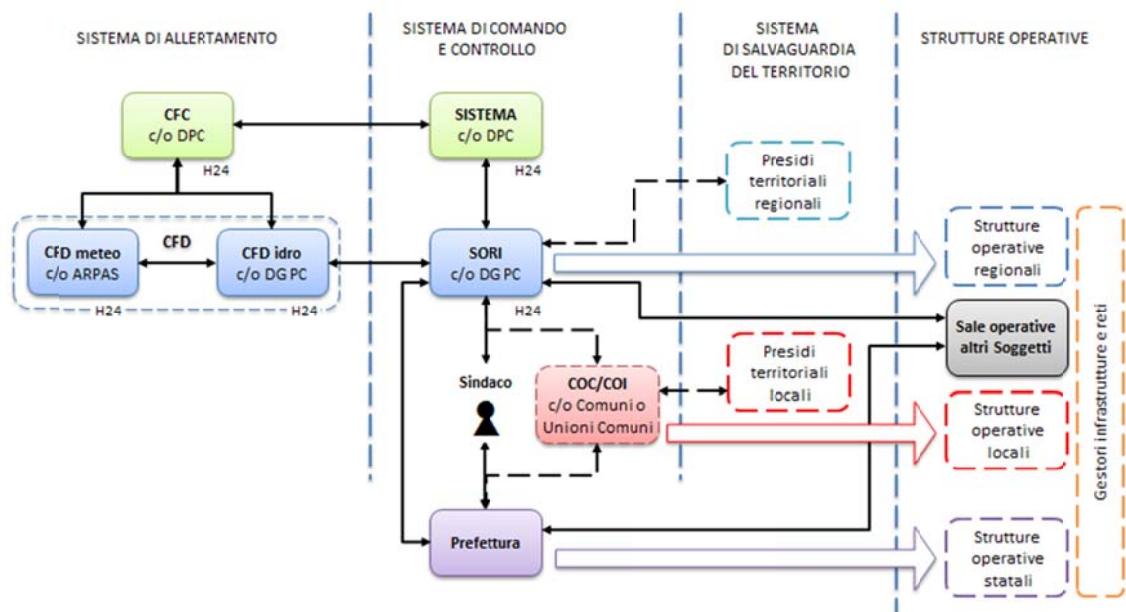 SISTEMA DI ALLERTAMENTO
SISTEMA DI COMANDO
E CONTROLLO
SISTEMA
DI SALVAGUARDIA
DEL TERRITORIO
STRUTTURE OPERATIVE
CFC
c/o DPC
H24
SISTEMA
c/o DPC
H24
Presidi
territoriali
regionali
CFD meteo
c/o ARPAS
H24
CFD
CFD idro
c/o DG PC
H24
SORI
c/o DG PC
H24
Strutture
operative
regionali
Sale operative
altri Soggetti
Sindaco
COC/COI
c/o Comuni o
Unioni Comuni
Presidi
territoriali
locali
Strutture
operative
locali
Prefettura
Strutture
operative
statali
Gestori infrastrutture e reti